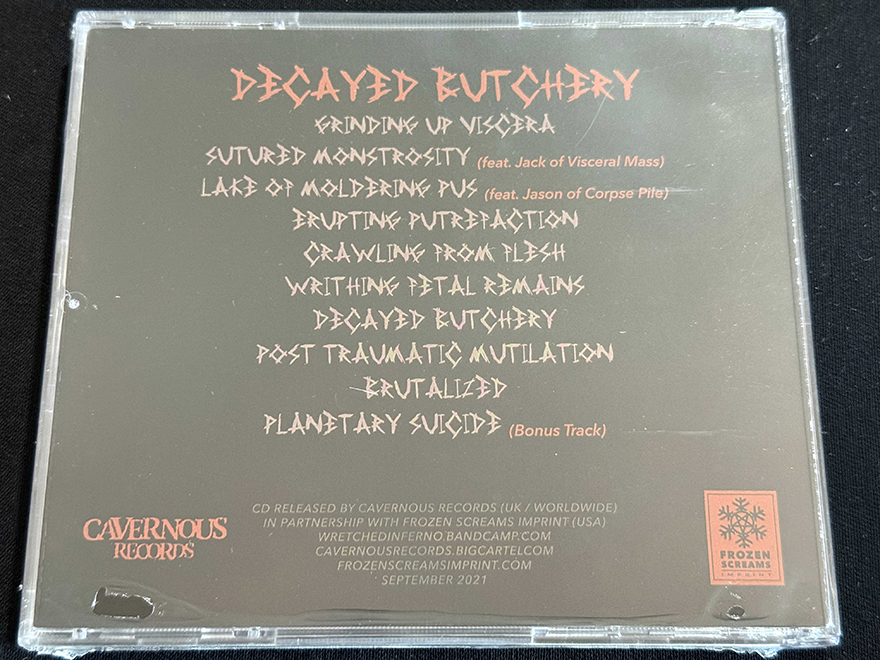 DECAYED BUTCHERY
GRINDING UP VISCERA
SUTURED MONSTROSITY (feat. Jack of Visceral Mass)
LAKE OF MOLDERING PUS (feat. Jason of Corpse Pile)
ERUPTING PUTREFACTION
CRAWLING FROM FLESH
WRITHING FETAL REMAINS
DECAYED BUTCHERY
POST TRAUMATIC MUTILATION
BRUTALIZED
PLANETARY SUICIDE (Bonus Track)
CAVERNOUS
RECORDS
CD RELEASED BY CAVERNOUS RECORDS (UK / WORLDWIDE)
IN PARTNERSHIP WITH FROZEN SCREAMS IMPRINT (USA)
WRETCHEDINFERNO.BANDCAMP.COM
CAVERNOUSRECORDS.BIGCARTEL.COM
FROZENSCREAMSIMPRINT.COM
SEPTEMBER 2021
FROZEN
SCREAMS
IMPRINT